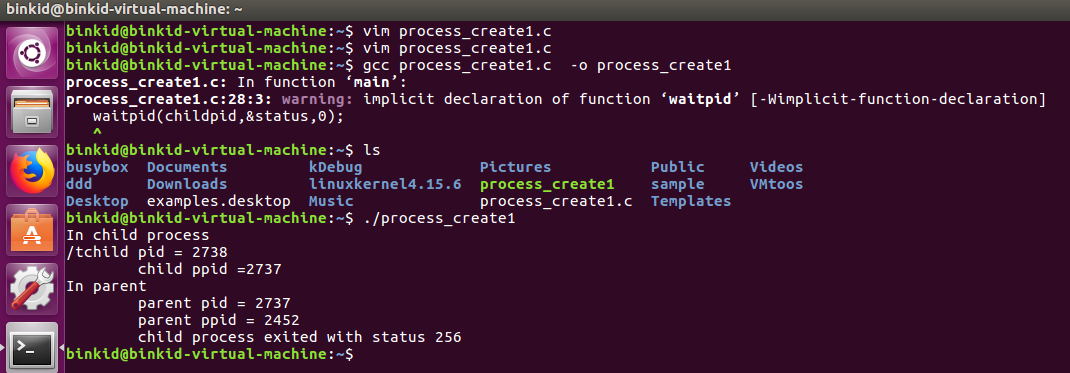 binkid@binkid-virtual-machine: ~
binkid@binkid-virtual-machine:~$ vim process_create1.c
binkid@binkid-virtual-machine:~$ vim process_create1.c
binkid@binkid-virtual-machine:~$ gcc process_create1.c  -o process_create1
process_create1.c: In function ‘main’:
process_create1.c:28:3: warning: implicit declaration of function ‘waitpid’ [-Wimplicit-function-declaration]
   waitpid(childpid,&status,0);
   ^
binkid@binkid-virtual-machine:~$ ls
busybox  Documents         kDebug            Pictures          Public     Videos
ddd      Downloads         linuxkernel4.15.6  process_create1    sample     VMtoos
Desktop  examples.desktop  Music             process_create1.c  Templates
binkid@binkid-virtual-machine:~$ ./process_create1
In child process
/tchild pid = 2738
        child ppid =2737
In parent
        parent pid = 2737
        parent ppid = 2452
        child process exited with status 256
binkid@binkid-virtual-machine:~$